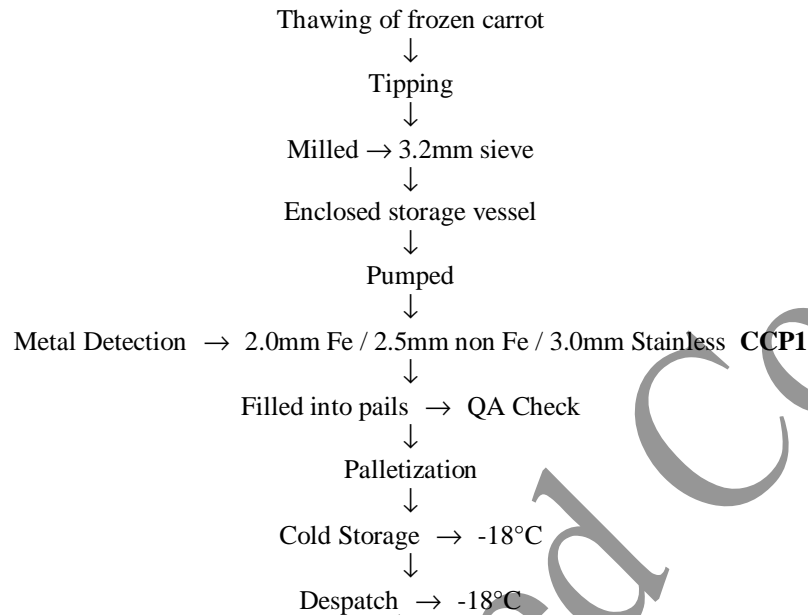 Thawing of frozen carrot
↓
Tipping
↓
Milled → 3.2mm sieve
↓
Enclosed storage vessel
↓
Pumped
↓
Metal Detection → 2.0mm Fe / 2.5mm non Fe / 3.0mm Stainless CCP1
↓
Filled into pails → QA Check
↓
Palletization
↓
Cold Storage → -18°C
↓
Despatch → -18°C